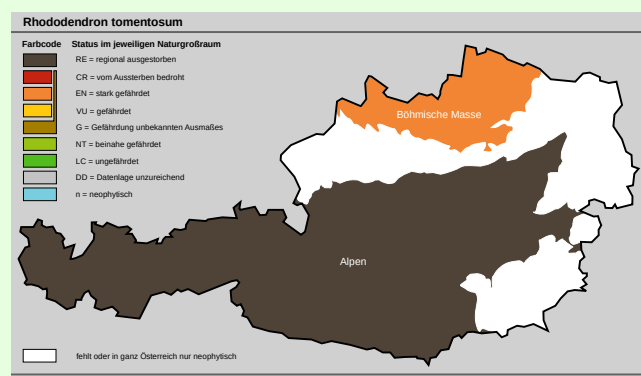 Rhododendron tomentosum
Farbcode Status im jeweiligen Naturgroßraum
RE = regional ausgestorben
CR = vom Aussterben bedroht
EN = stark gefährdet
VU = gefährdet
G = Gefährdung unbekannten Ausmaßes
NT = beinahe gefährdet
LC = ungefährdet
DD = Datenlage unzureichend
n = neophytisch
Böhmische Masse
Alpen
fehlt oder in ganz Österreich nur neophytisch